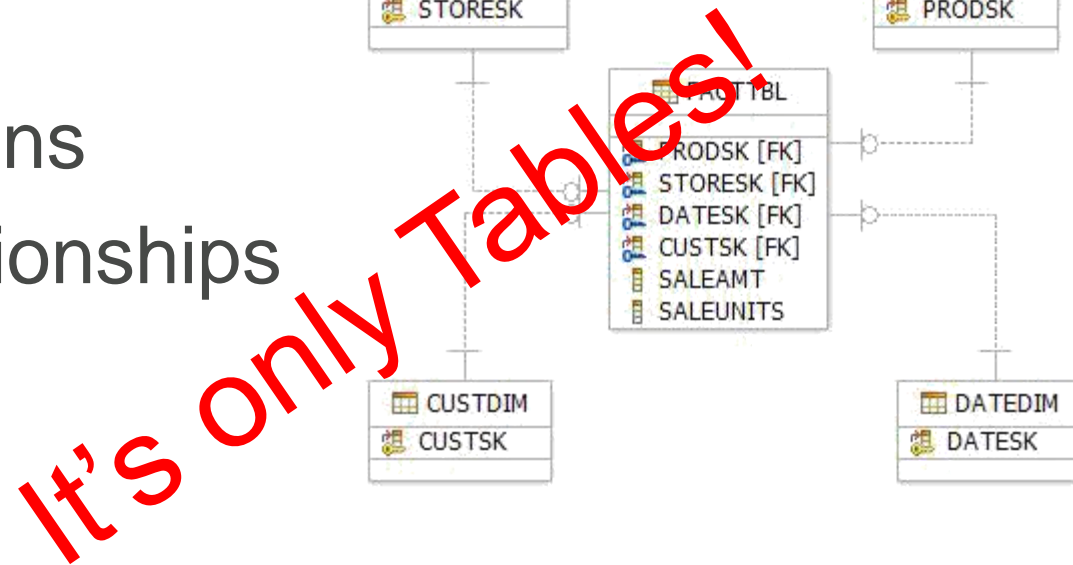 STORESK
PRODSK
ns
ionships
FACTTBL
PRODSK [FK]
STORESK [FK]
DATESK [FK]
CUSTSK [FK]
SALEAMT
SALEUNITS
CUSTDIM
CUSTSK
DATEDIM
DATESK
It’s only Tables!